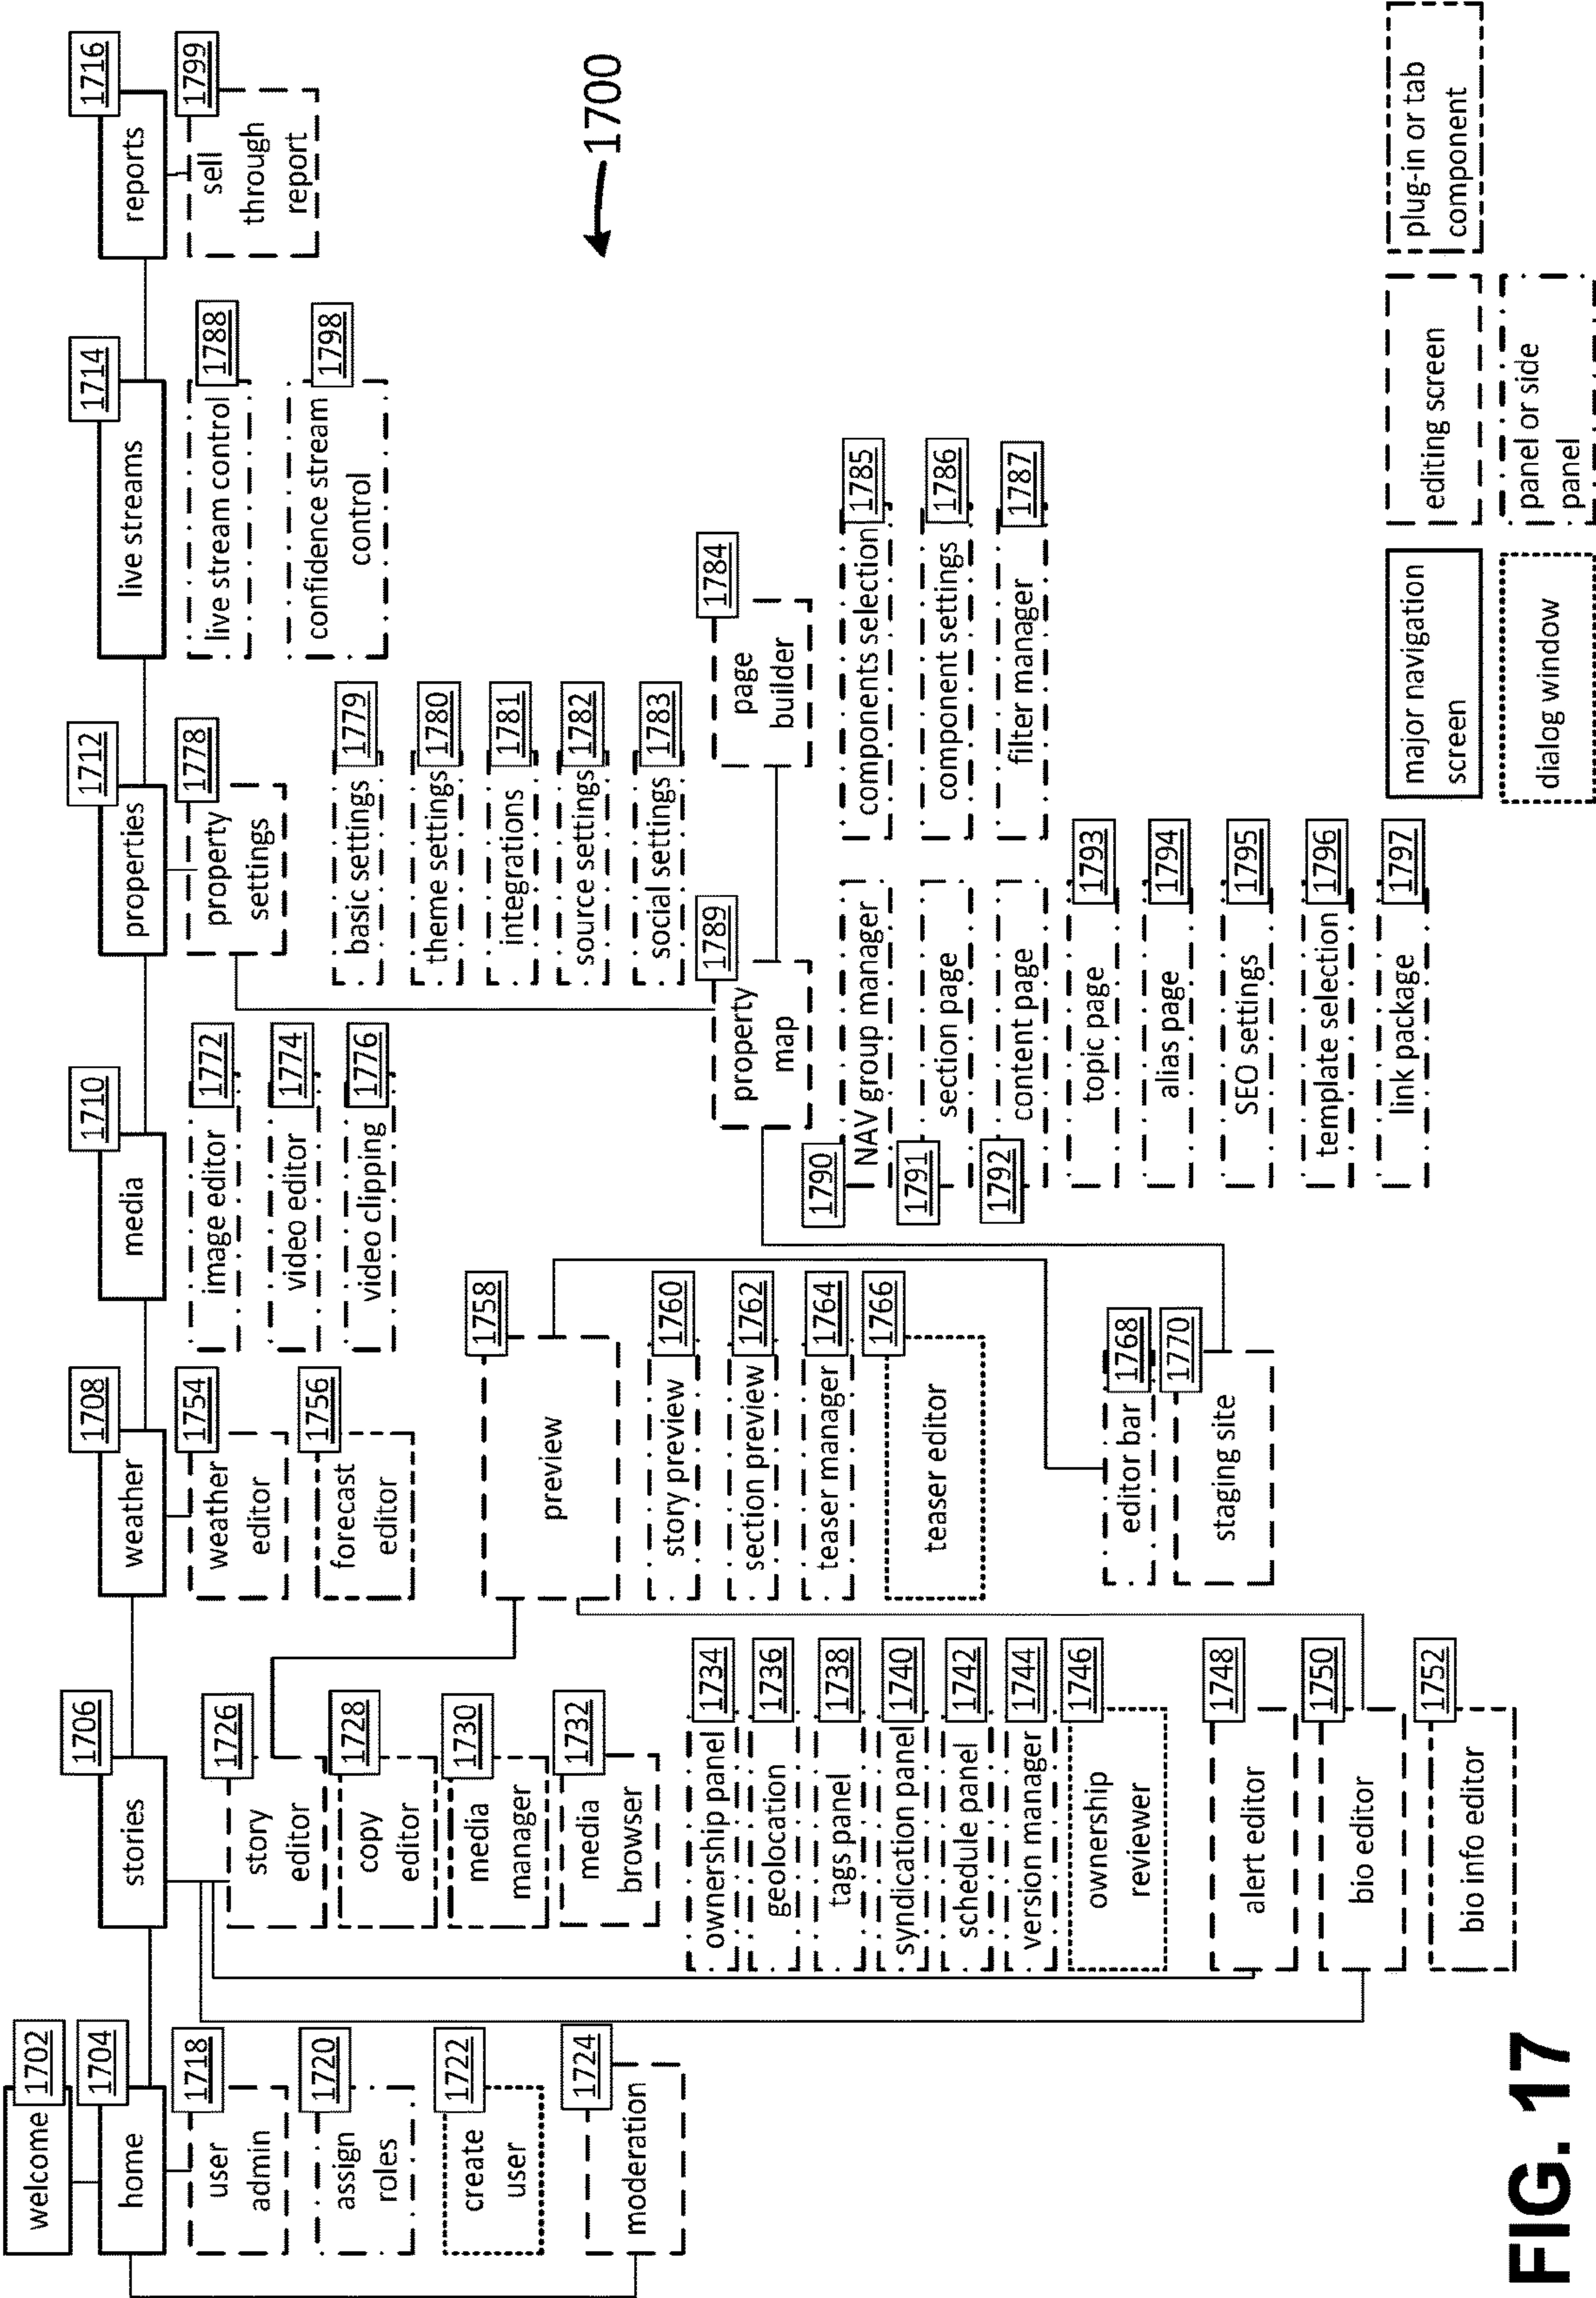 welcome
1702
home
1704
user
admin
1718
assign
roles
1720
create
user
1722
moderation
1724
stories
1706
story
editor
1726
copy
editor
1728
media
manager
1730
media
browser
1732
ownership panel
1734
geolocation
1736
tags panel
1738
syndication panel
1740
schedule panel
1742
version manager
1744
ownership
reviewer
1746
alert editor
1748
bio editor
1750
bio info editor
1752
weather
1708
weather
editor
1754
forecast
editor
1756
preview
1758
story preview
1760
section preview
1762
teaser manager
1764
teaser editor
1766
editor bar
1768
staging site
1770
media
1710
image editor
1772
video editor
1774
video clipping
1776
properties
1712
property
settings
1778
basic settings
1779
theme settings
1780
integrations
1781
source settings
1782
social settings
1783
property
map
1789
page
builder
1784
1790
NAV group manager
1791
section page
1792
content page
topic page
1793
alias page
1794
SEO settings
1795
template selection
1796
link package
1797
components selection
1785
component settings
1786
filter manager
1787
live streams
1714
live stream control
1788
confidence stream
control
1798
reports
1716
sell
through
report
1799
1700
major navigation
screen
editing screen
plug-in or tab
component
dialog window
panel or side
panel
FIG. 17